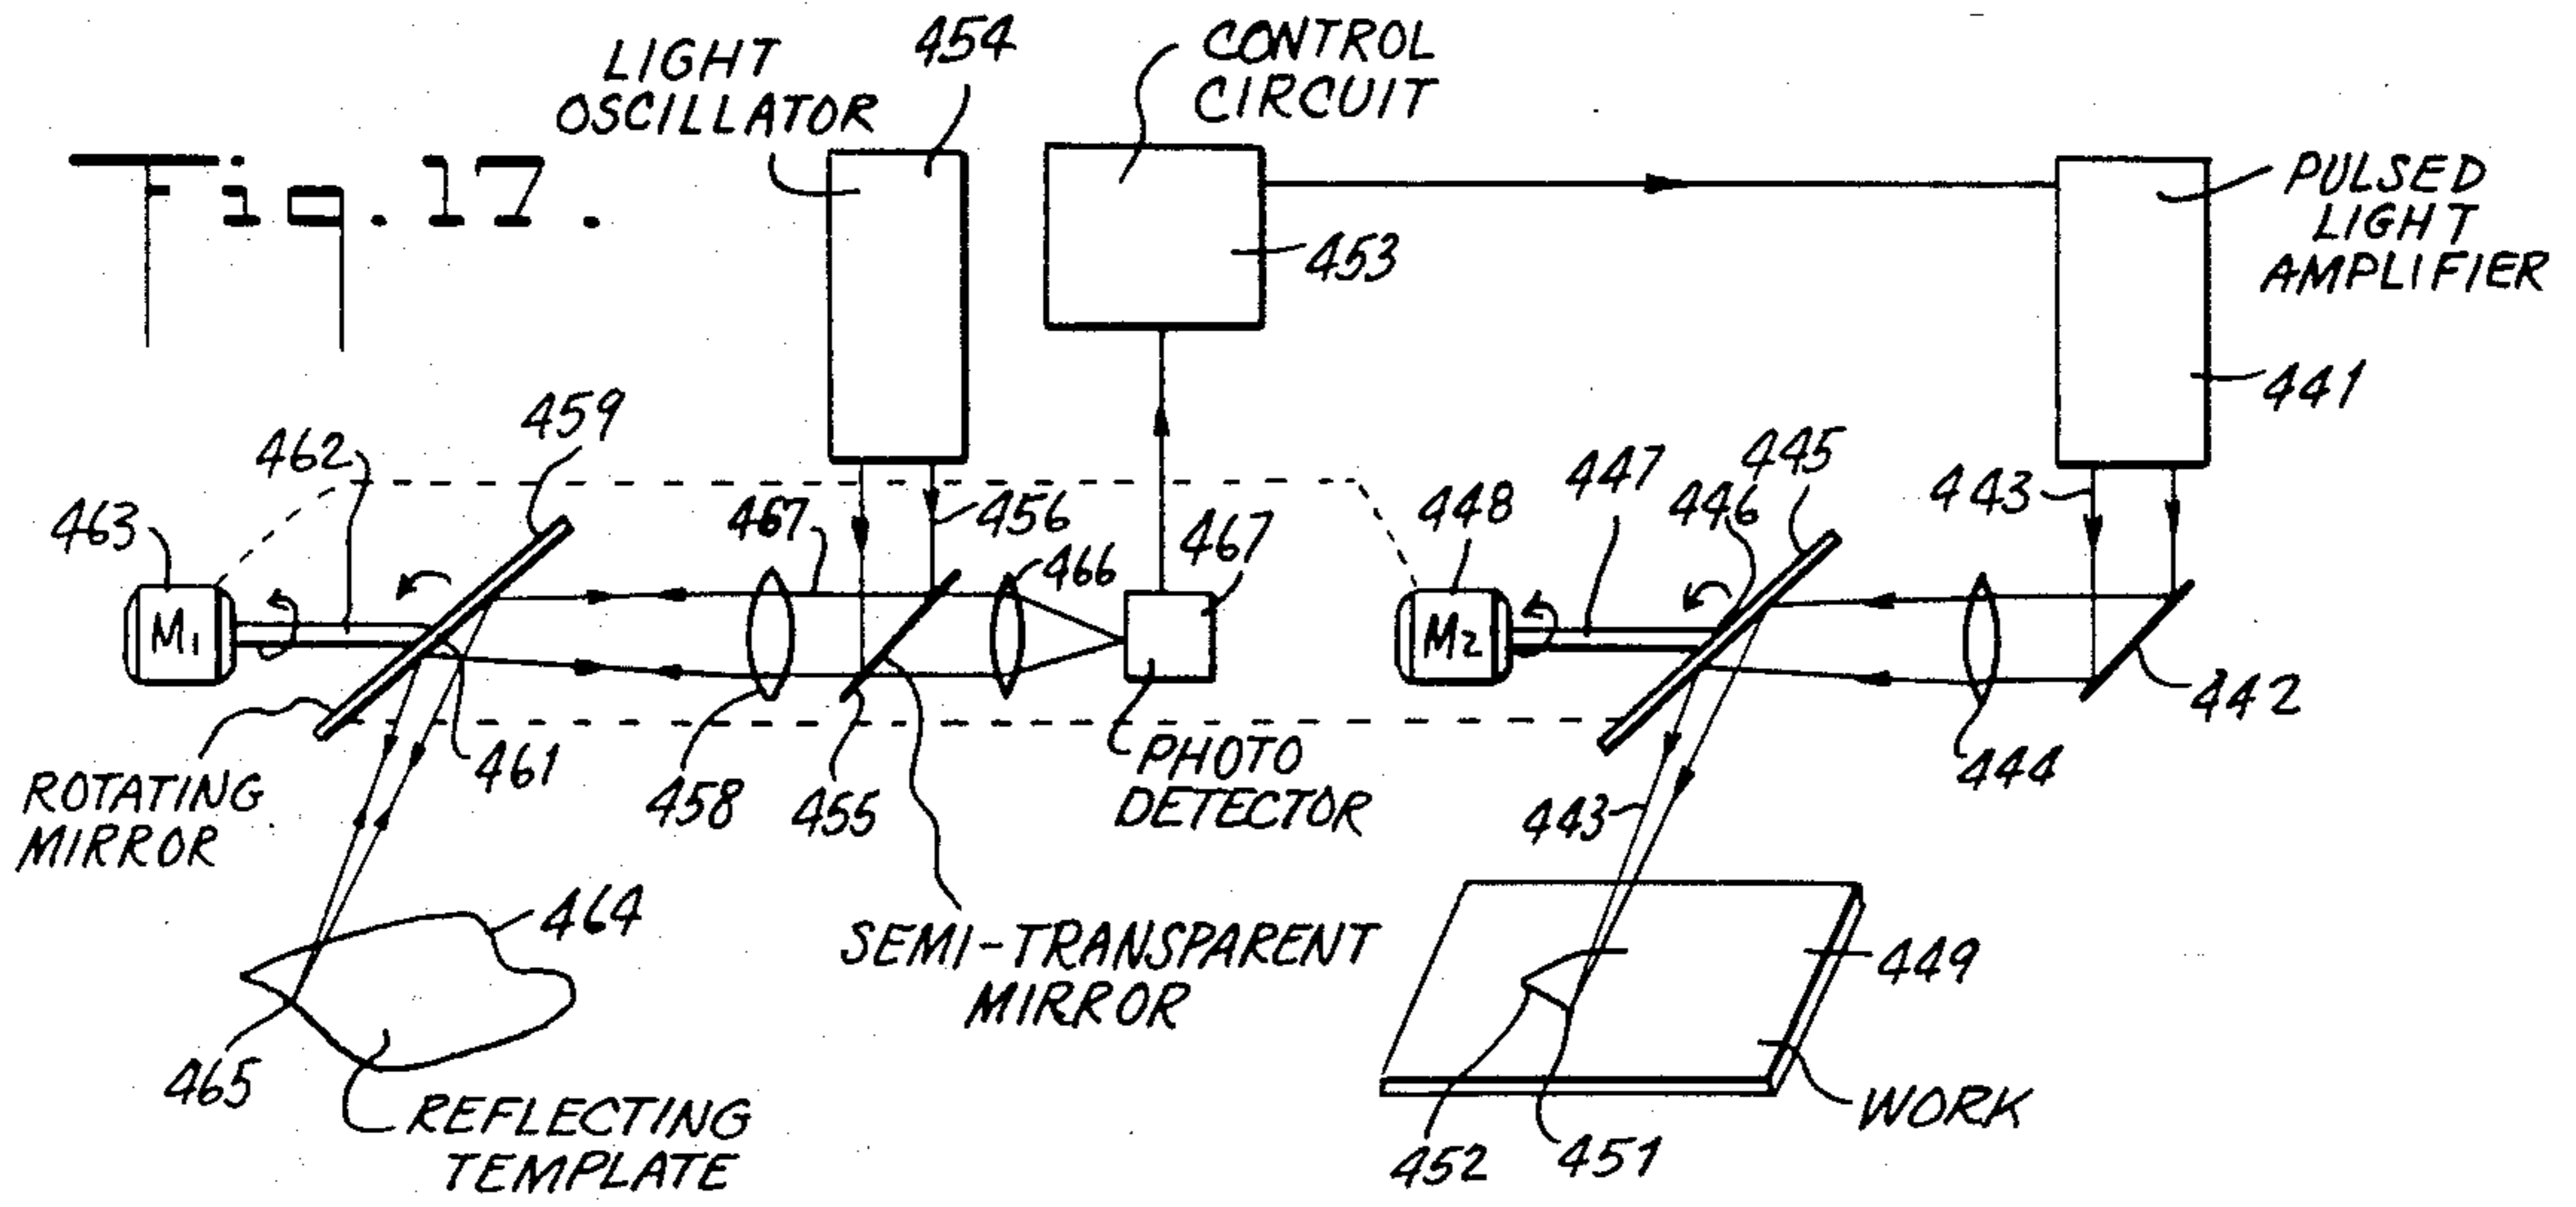 Fig. 17.
LIGHT
OSCILLATOR
454
CONTROL
CIRCUIT
453
PULSED
LIGHT
AMPLIFIER
441
459
462
463
M1
467
456
466
467
448
M2
447
446
445
443
442
444
461
458
455
ROTATING
MIRROR
PHOTO
DETECTOR
443
464
465
SEMI-TRANSPARENT
MIRROR
449
REFLECTING
TEMPLATE
452
451
WORK